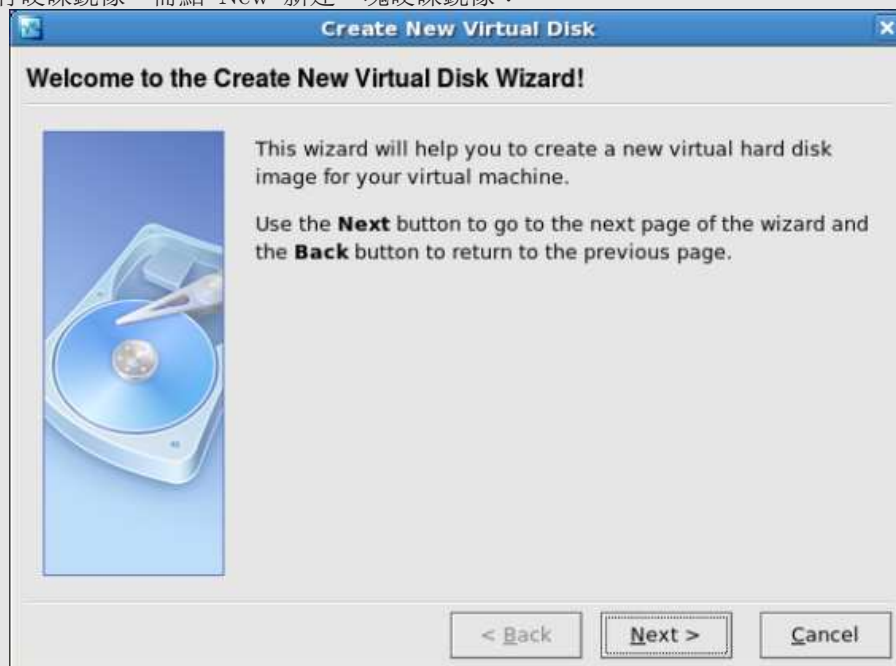 New
Create New Virtual Disk
Welcome to the Create New Virtual Disk Wizard!
This wizard will help you to create a new virtual hard disk
image for your virtual machine.
Use the Next button to go to the next page of the wizard and
the Back button to return to the previous page.
< Back
Next >
Cancel